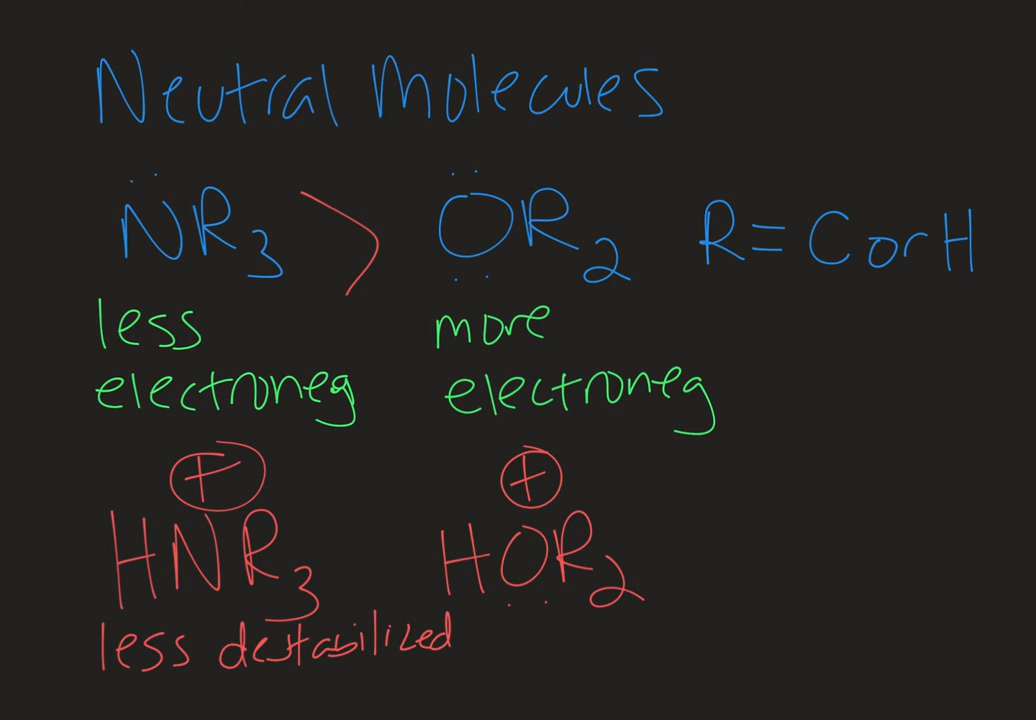 Neutral Molecules
NR3 > OR2 R = C or H
less more
electroneg electroneg
⊕ ⊕
HNR3 HOR2
less destabilized